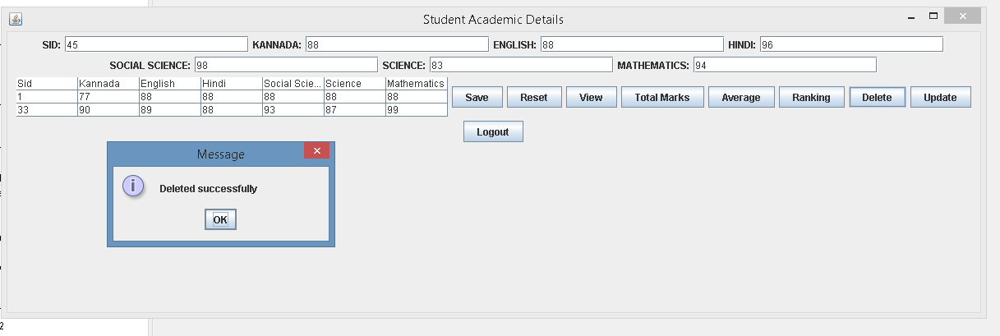 Student Academic Details
SID: 45 KANNADA: 88 ENGLISH: 88 HINDI: 96
SOCIAL SCIENCE: 98 SCIENCE: 83 MATHEMATICS: 94
Sid Kannada English Hindi Social Scie... Science Mathematics
1 77 88 88 88 88 88
33 90 89 88 93 87 99
Save Reset View Total Marks Average Ranking Delete Update
Logout
Message
Deleted successfully
OK
2